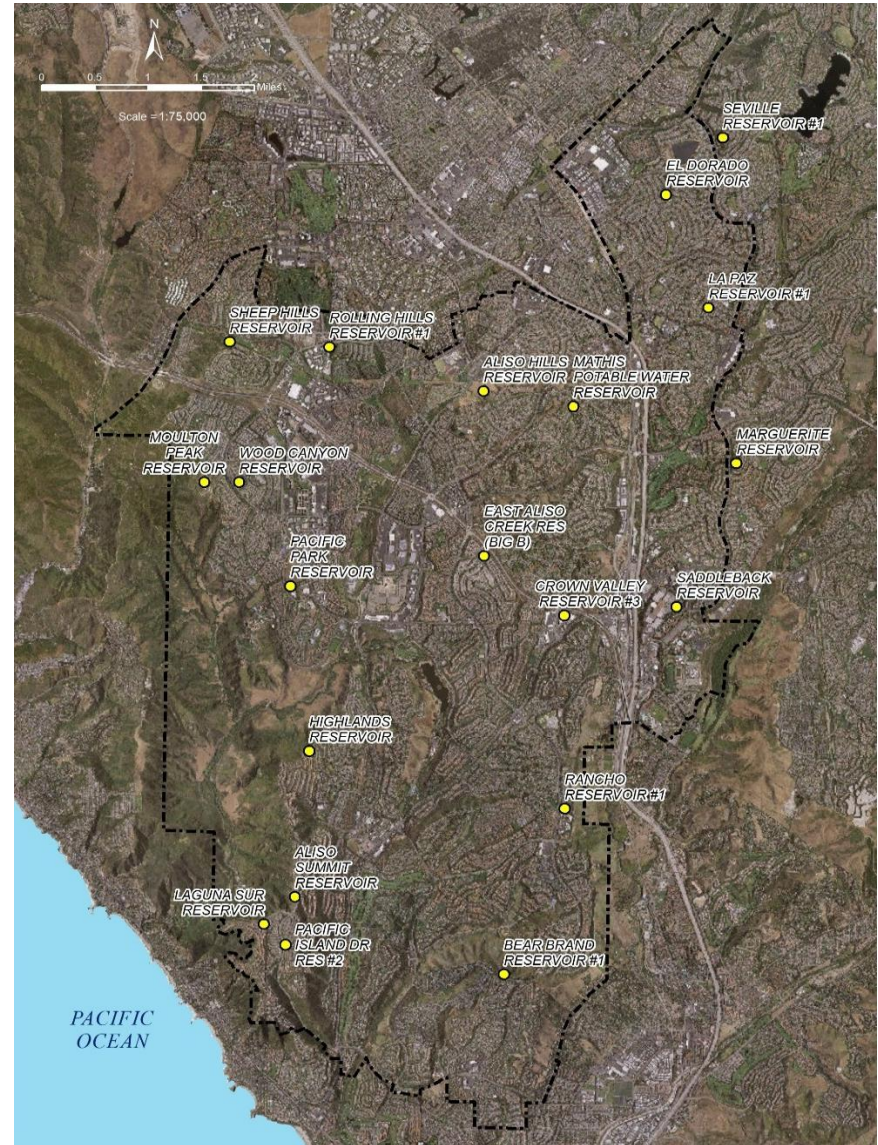 N
0 0.5 1 1.5 2
Miles
Scale =1:75,000
SEVILLE
RESERVOIR #1
EL DORADO
RESERVOIR
LA PAZ
RESERVOIR #1
SHEEP HILLS
RESERVOIR
ROLLING HILLS
RESERVOIR #1
ALISO HILLS
RESERVOIR
MATHIS
POTABLE WATER
RESERVOIR
MOULTON
PEAK
RESERVOIR
WOOD CANYON
RESERVOIR
MARGUERITE
RESERVOIR
EAST ALISO
CREEK RES
(BIG B)
PACIFIC
PARK
RESERVOIR
CROWN VALLEY
RESERVOIR #3
SADDLEBACK
RESERVOIR
HIGHLANDS
RESERVOIR
RANCHO
RESERVOIR #1
ALISO
SUMMIT
RESERVOIR
LAGUNA SUR
RESERVOIR
PACIFIC
ISLAND DR
RES #2
BEAR BRAND
RESERVOIR #1
PACIFIC
OCEAN